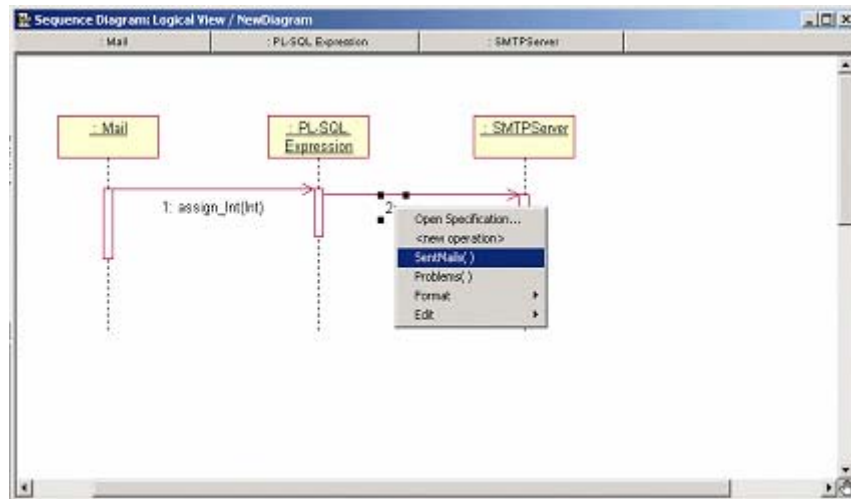 Sequence Diagram: Logical View / NewDiagram
: Mail
: PL-SQL Expression
: SMTPServer
: Mail
: PL-SQL
Expression
: SMTPServer
1: assign_Int(Int)
2:
Open Specification...
<new operation>
SentMails( )
Problems( )
Format
Edit